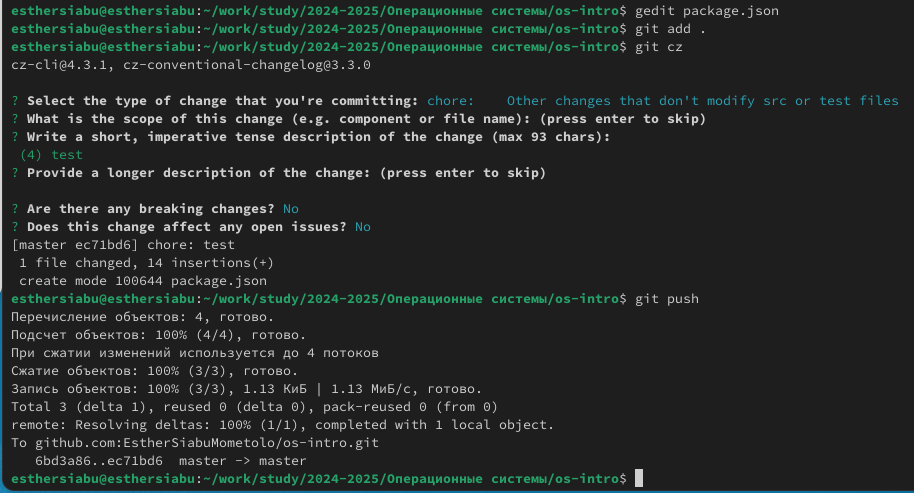 esthersiabu@esthersiabu:~/work/study/2024-2025/Операционные системы/os-intro$ gedit package.json
esthersiabu@esthersiabu:~/work/study/2024-2025/Операционные системы/os-intro$ git add .
esthersiabu@esthersiabu:~/work/study/2024-2025/Операционные системы/os-intro$ git cz
cz-cli@4.3.1, cz-conventional-changelog@3.3.0
? Select the type of change that you're committing: chore:    Other changes that don't modify src or test files
? What is the scope of this change (e.g. component or file name): (press enter to skip)
? Write a short, imperative tense description of the change (max 93 chars):
 (4) test
? Provide a longer description of the change: (press enter to skip)
? Are there any breaking changes? No
? Does this change affect any open issues? No
[master ec71bd6] chore: test
 1 file changed, 14 insertions(+)
 create mode 100644 package.json
esthersiabu@esthersiabu:~/work/study/2024-2025/Операционные системы/os-intro$ git push
Перечисление объектов: 4, готово.
Подсчет объектов: 100% (4/4), готово.
При сжатии изменений используется до 4 потоков
Сжатие объектов: 100% (3/3), готово.
Запись объектов: 100% (3/3), 1.13 КиБ | 1.13 МиБ/с, готово.
Total 3 (delta 1), reused 0 (delta 0), pack-reused 0 (from 0)
remote: Resolving deltas: 100% (1/1), completed with 1 local object.
To github.com:EstherSiabuMometolo/os-intro.git
   6bd3a86..ec71bd6  master -> master
esthersiabu@esthersiabu:~/work/study/2024-2025/Операционные системы/os-intro$